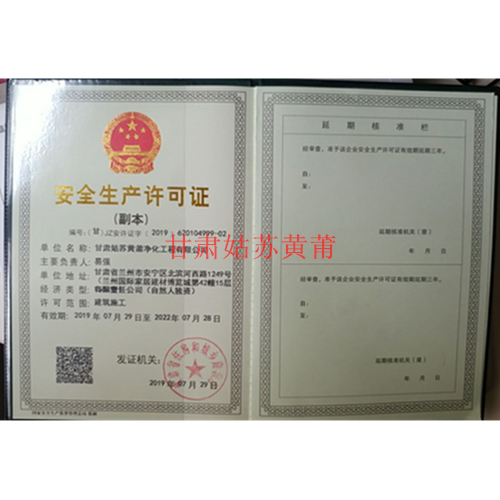 安全生产许可证
(副本)
编号:(甘)JZ安许证字〔2019〕620104999-02
单位名称:甘肃姑苏黄莆净化工程有限公司
主要负责人:易强
单位地址:甘肃省兰州市安宁区北滨河西路1249号
(兰州国际家居建材博览城第42幢15层
经济类型:有限责任公司(自然人独资)
许可范围:建筑施工
有效期:2019年07月29日至2022年07月28日
发证机关:
2019年07月29日
甘肃姑苏黄莆
延期核准栏
经审查,准予该企业安全生产许可证有效期延期三年。
自:
至:
延期核准机关(章)
年 月 日
经审查,准予该企业安全生产许可证有效期延期三年。
自:
至:
延期核准机关(章)
年 月 日